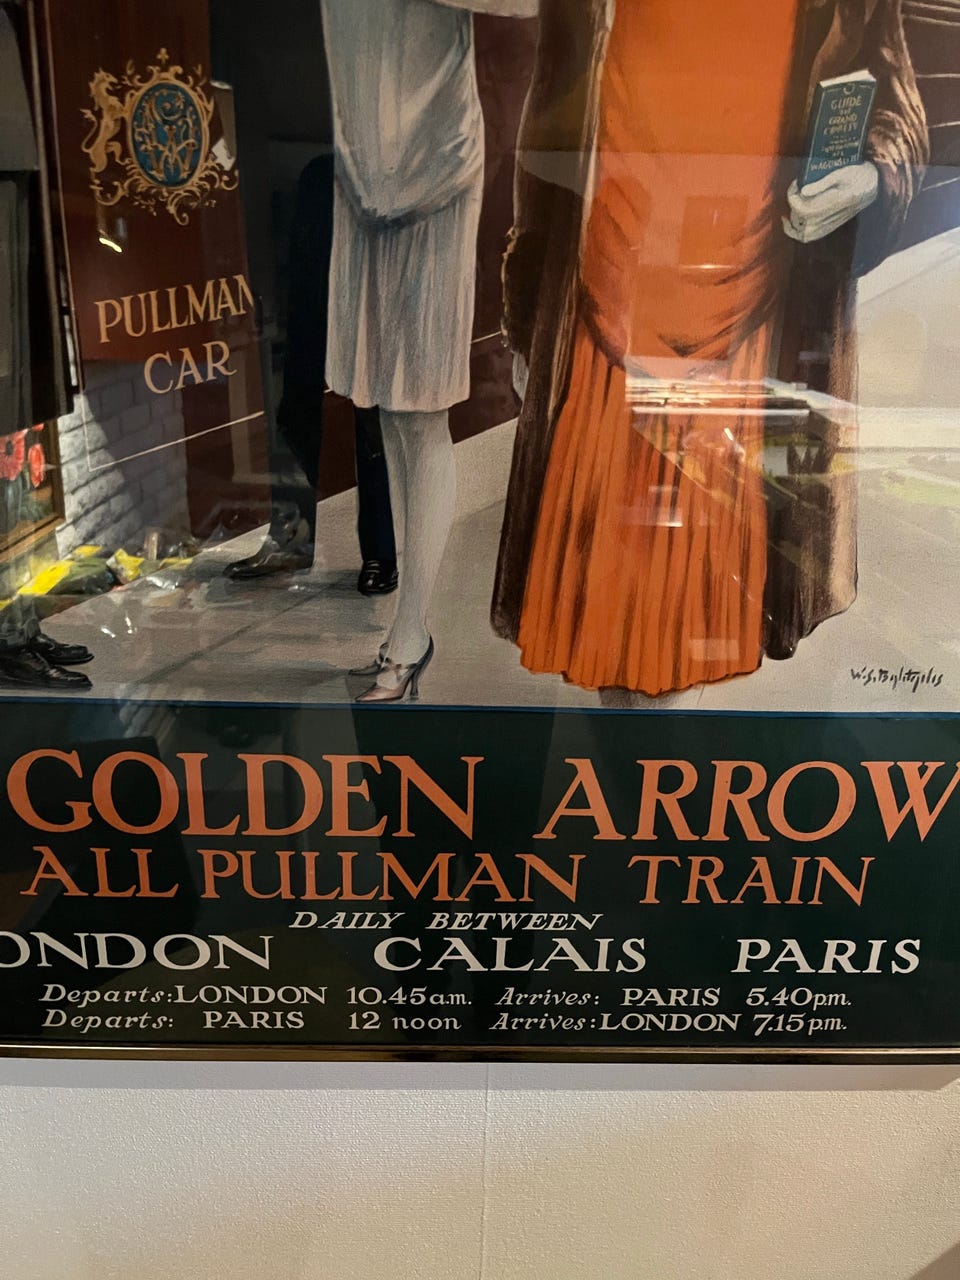 GUIDE
PULLMAN
CAR
GOLDEN ARROW
ALL PULLMAN TRAIN
DAILY BETWEEN
ONDON CALAIS PARIS
Departs: LONDON 10.45 a.m. Arrives: PARIS 5.40 p.m.
Departs: PARIS 12 noon Arrives: LONDON 7.15 p.m.